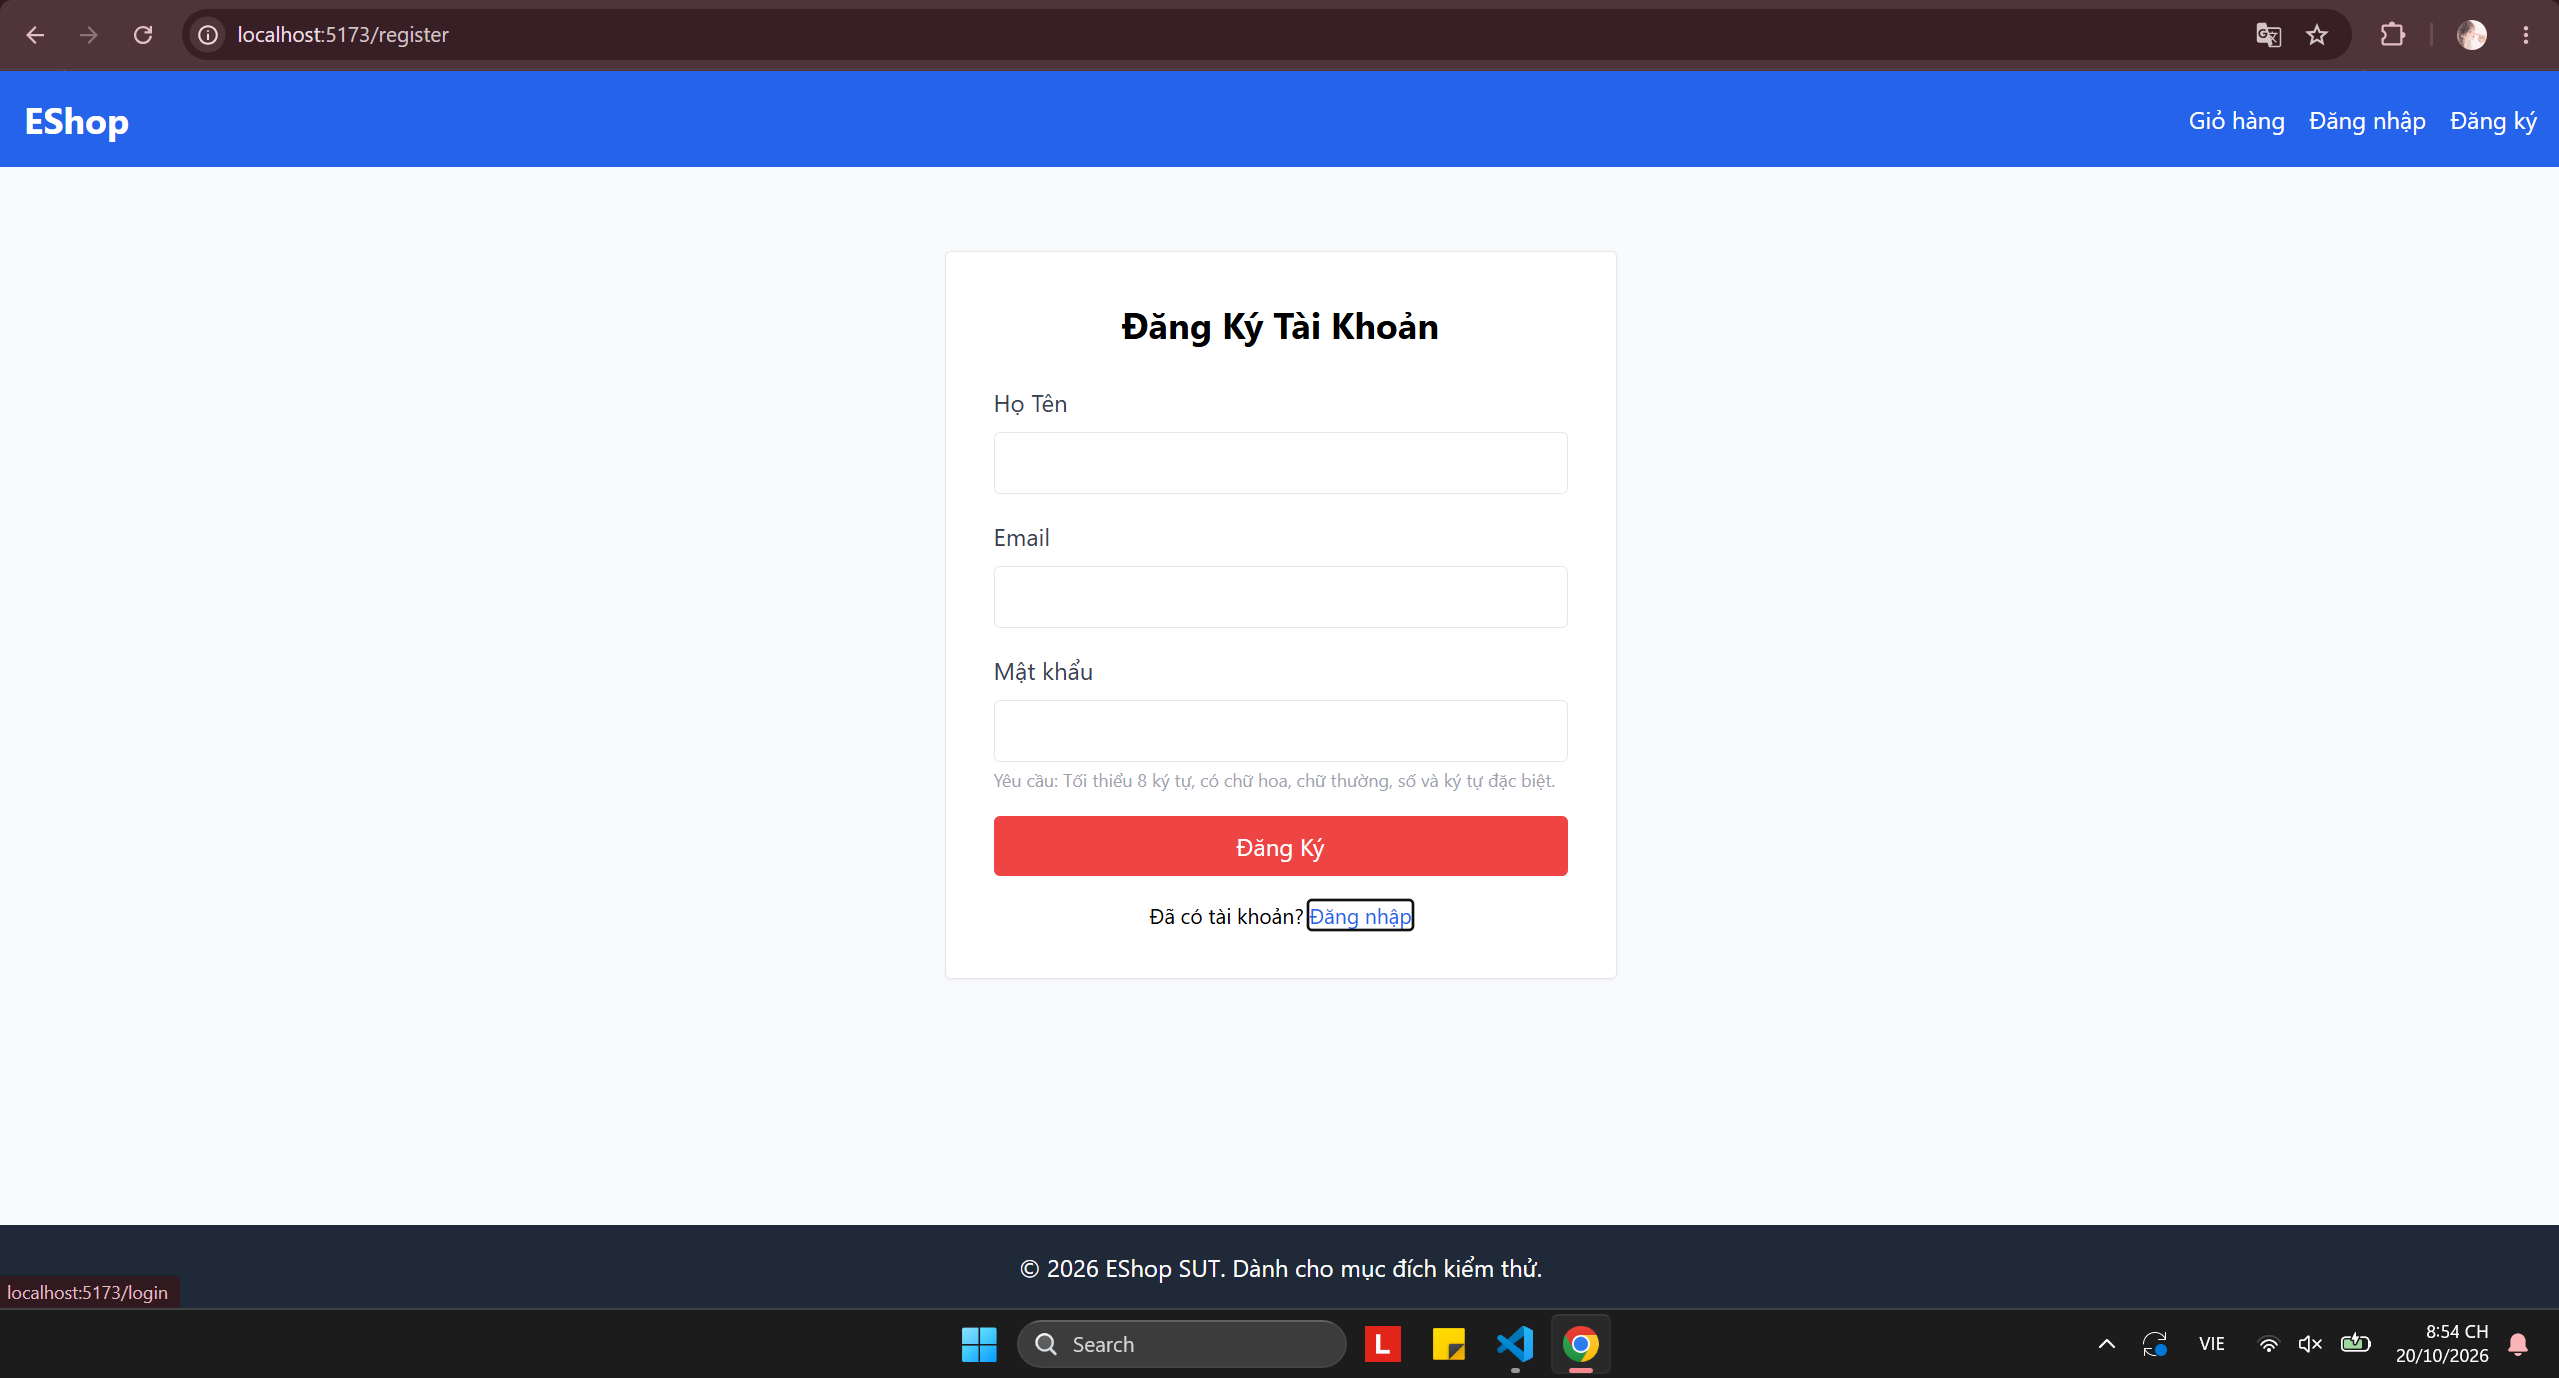 localhost:5173/register
EShop
Giỏ hàng Đăng nhập Đăng ký
Đăng Ký Tài Khoản
Họ Tên
Email
Mật khẩu
Yêu cầu: Tối thiểu 8 ký tự, có chữ hoa, chữ thường, số và ký tự đặc biệt.
Đăng Ký
Đã có tài khoản? Đăng nhập
© 2026 EShop SUT. Dành cho mục đích kiểm thử.
localhost:5173/login
Search
L
VIE
8:54 CH
20/10/2026